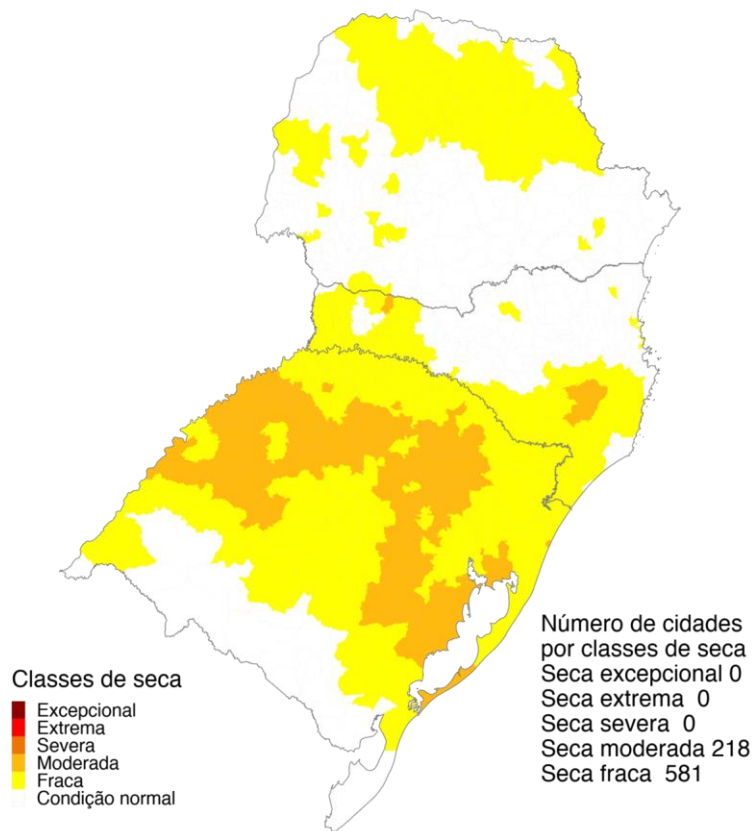 Classes de seca
Excepcional
Extrema
Severa
Moderada
Fraca
Condição normal
Número de cidades
por classes de seca
Seca excepcional 0
Seca extrema 0
Seca severa 0
Seca moderada 218
Seca fraca 581